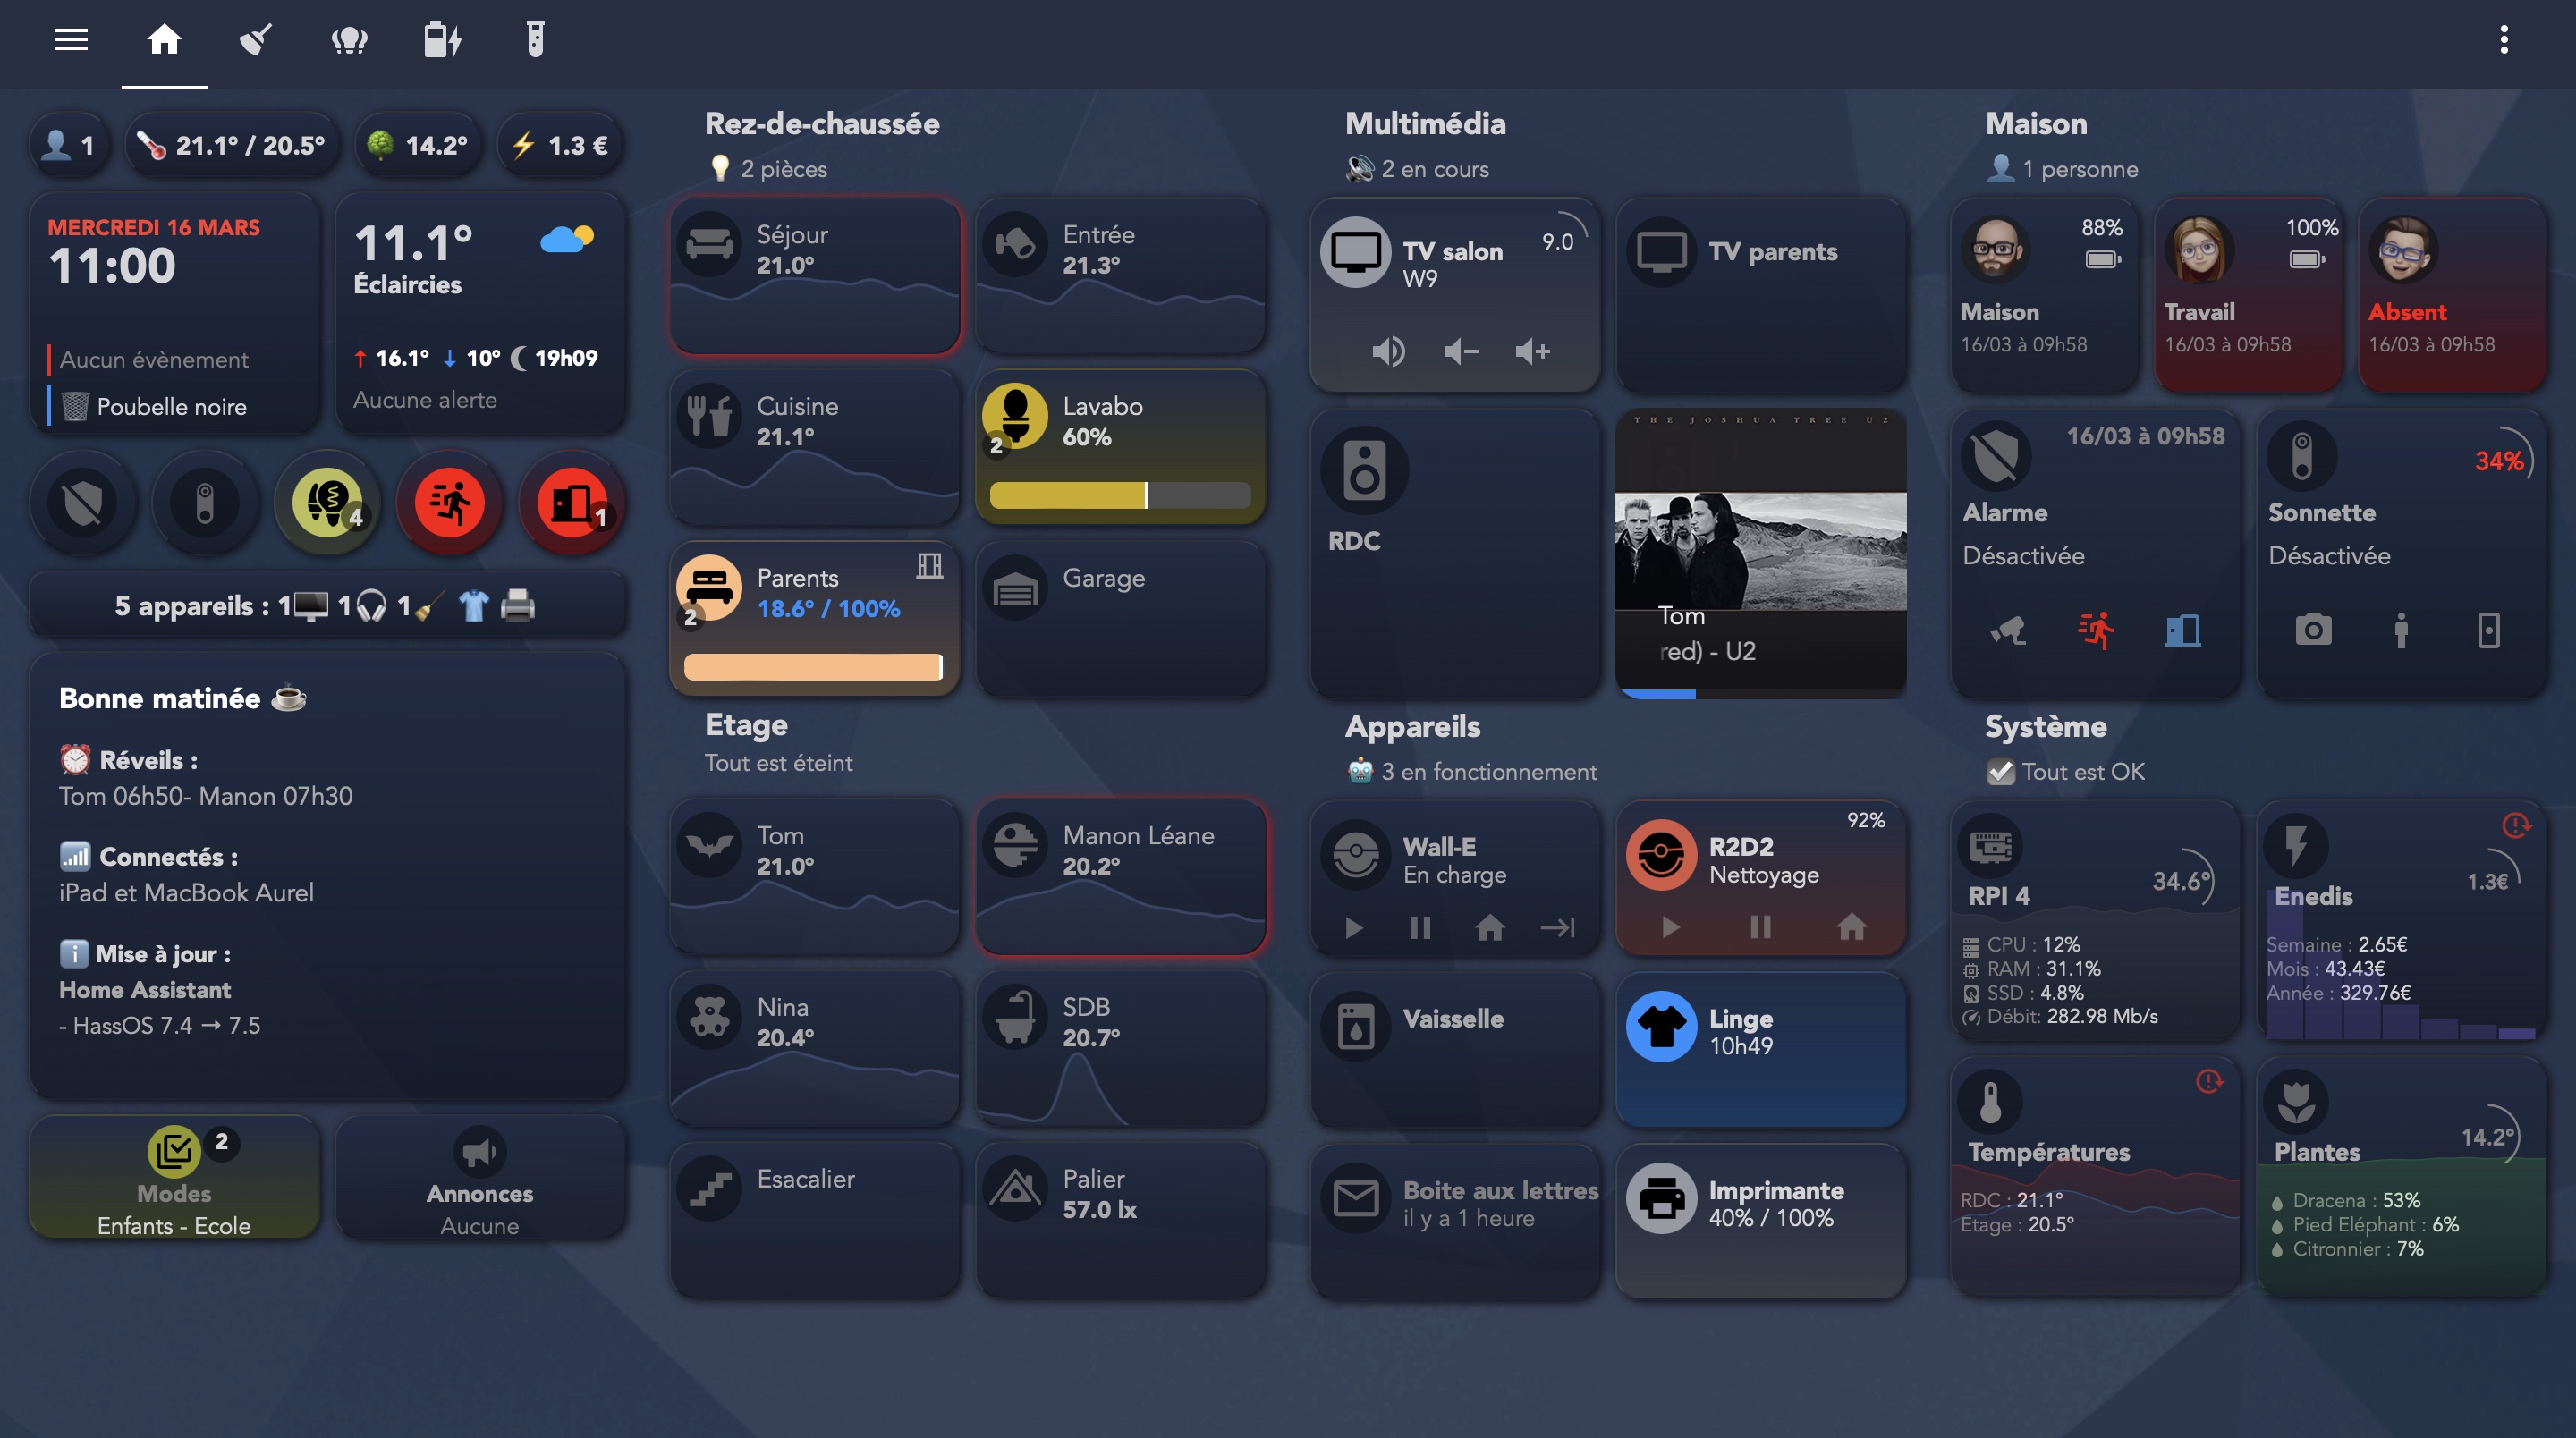 1
21.1° / 20.5°
14.2°
1.3 €
MERCREDI 16 MARS
11:00
Aucun évènement
Poubelle noire
11.1°
Éclaircies
↑ 16.1° ↓ 10° 19h09
Aucune alerte
4
1
5 appareils : 1 1 1
Bonne matinée
Réveils :
Tom 06h50- Manon 07h30
Connectés :
iPad et MacBook Aurel
Mise à jour :
Home Assistant
- HassOS 7.4 → 7.5
2
Modes
Enfants - Ecole
Annonces
Aucune
Rez-de-chaussée
2 pièces
Séjour
21.0°
Entrée
21.3°
Cuisine
21.1°
Lavabo
60%
2
Parents
18.6° / 100%
2
Garage
Etage
Tout est éteint
Tom
21.0°
Manon Léane
20.2°
Nina
20.4°
SDB
20.7°
Esacalier
Palier
57.0 lx
Multimédia
2 en cours
TV salon
W9
9.0
TV parents
RDC
THE JOSHUA TREE U2
Tom
red) - U2
Appareils
3 en fonctionnement
Wall-E
En charge
92%
R2D2
Nettoyage
Vaisselle
Linge
10h49
Boite aux lettres
il y a 1 heure
Imprimante
40% / 100%
Maison
1 personne
88%
Maison
16/03 à 09h58
100%
Travail
16/03 à 09h58
Absent
16/03 à 09h58
16/03 à 09h58
Alarme
Désactivée
34%
Sonnette
Désactivée
Système
Tout est OK
34.6°
RPI 4
CPU : 12%
RAM : 31.1%
SSD : 4.8%
Débit: 282.98 Mb/s
1.3€
Enedis
Semaine : 2.65€
Mois : 43.43€
Année : 329.76€
Températures
RDC : 21.1°
Etage : 20.5°
14.2°
Plantes
Dracena : 53%
Pied Eléphant : 6%
Citronnier : 7%